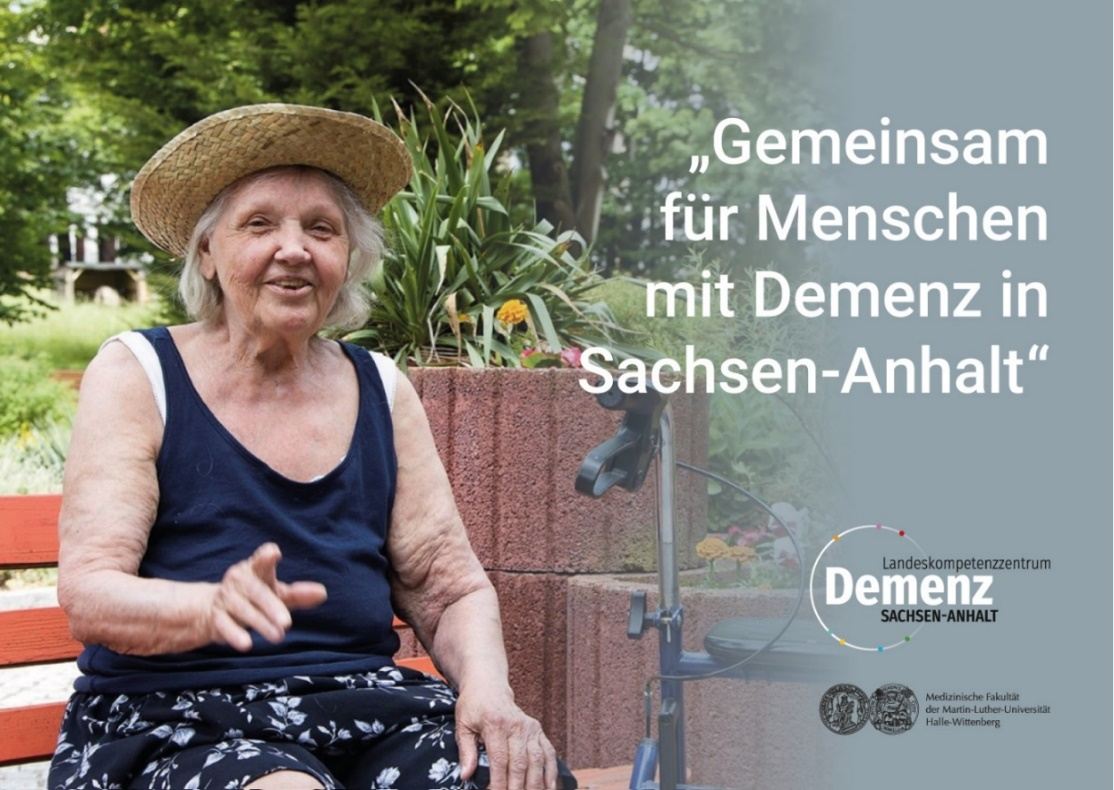 „Gemeinsam
für Menschen
mit Demenz in
Sachsen-Anhalt“
Landeskompetenzzentrum
Demenz
SACHSEN-ANHALT
Medizinische Fakultät
der Martin-Luther-Universität
Halle-Wittenberg